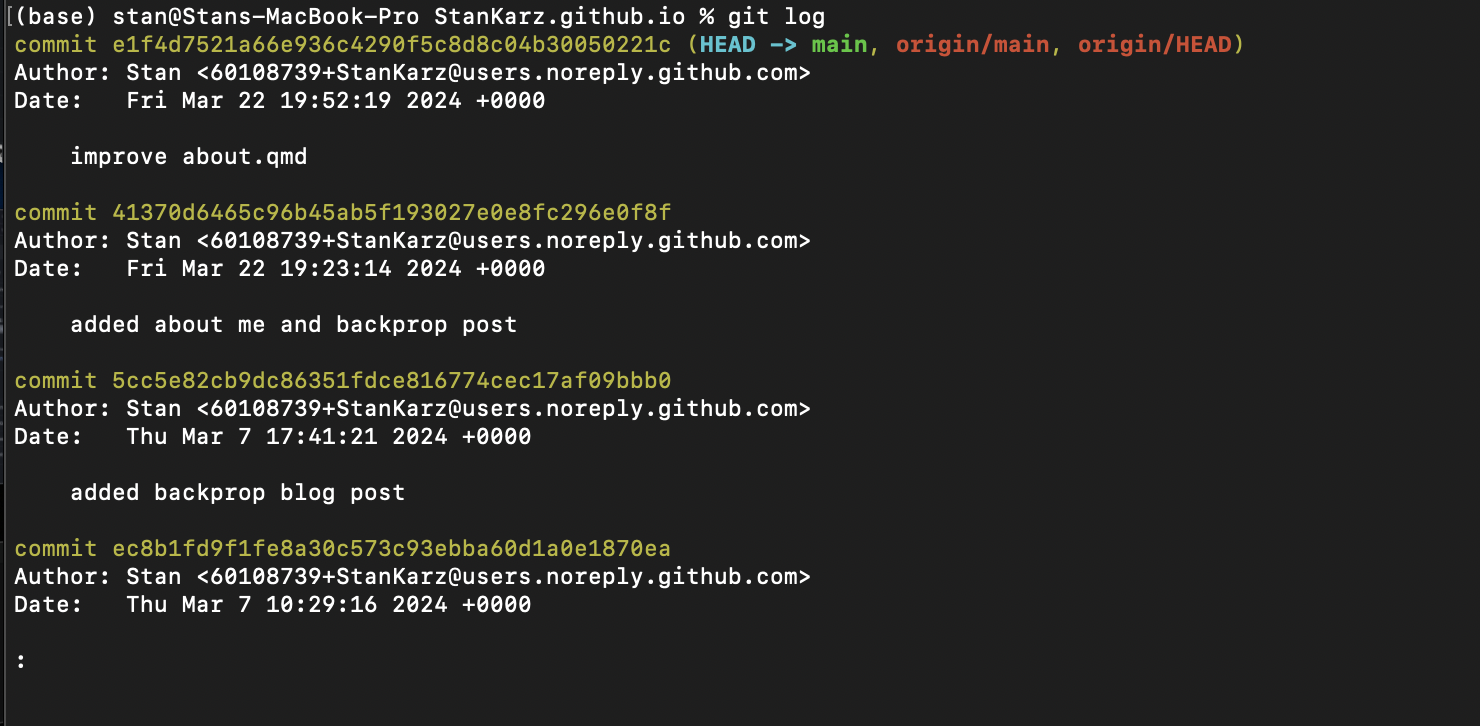 [(base) stan@Stans-MacBook-Pro StanKarz.github.io % git log
commit e1f4d7521a66e936c4290f5c8d8c04b30050221c (HEAD -> main, origin/main, origin/HEAD)
Author: Stan <60108739+StanKarz@users.noreply.github.com>
Date:   Fri Mar 22 19:52:19 2024 +0000
    improve about.qmd
commit 41370d6465c96b45ab5f193027e0e8fc296e0f8f
Author: Stan <60108739+StanKarz@users.noreply.github.com>
Date:   Fri Mar 22 19:23:14 2024 +0000
    added about me and backprop post
commit 5cc5e82cb9dc86351fdce816774cec17af09bbb0
Author: Stan <60108739+StanKarz@users.noreply.github.com>
Date:   Thu Mar 7 17:41:21 2024 +0000
    added backprop blog post
commit ec8b1fd9f1fe8a30c573c93ebba60d1a0e1870ea
Author: Stan <60108739+StanKarz@users.noreply.github.com>
Date:   Thu Mar 7 10:29:16 2024 +0000
: